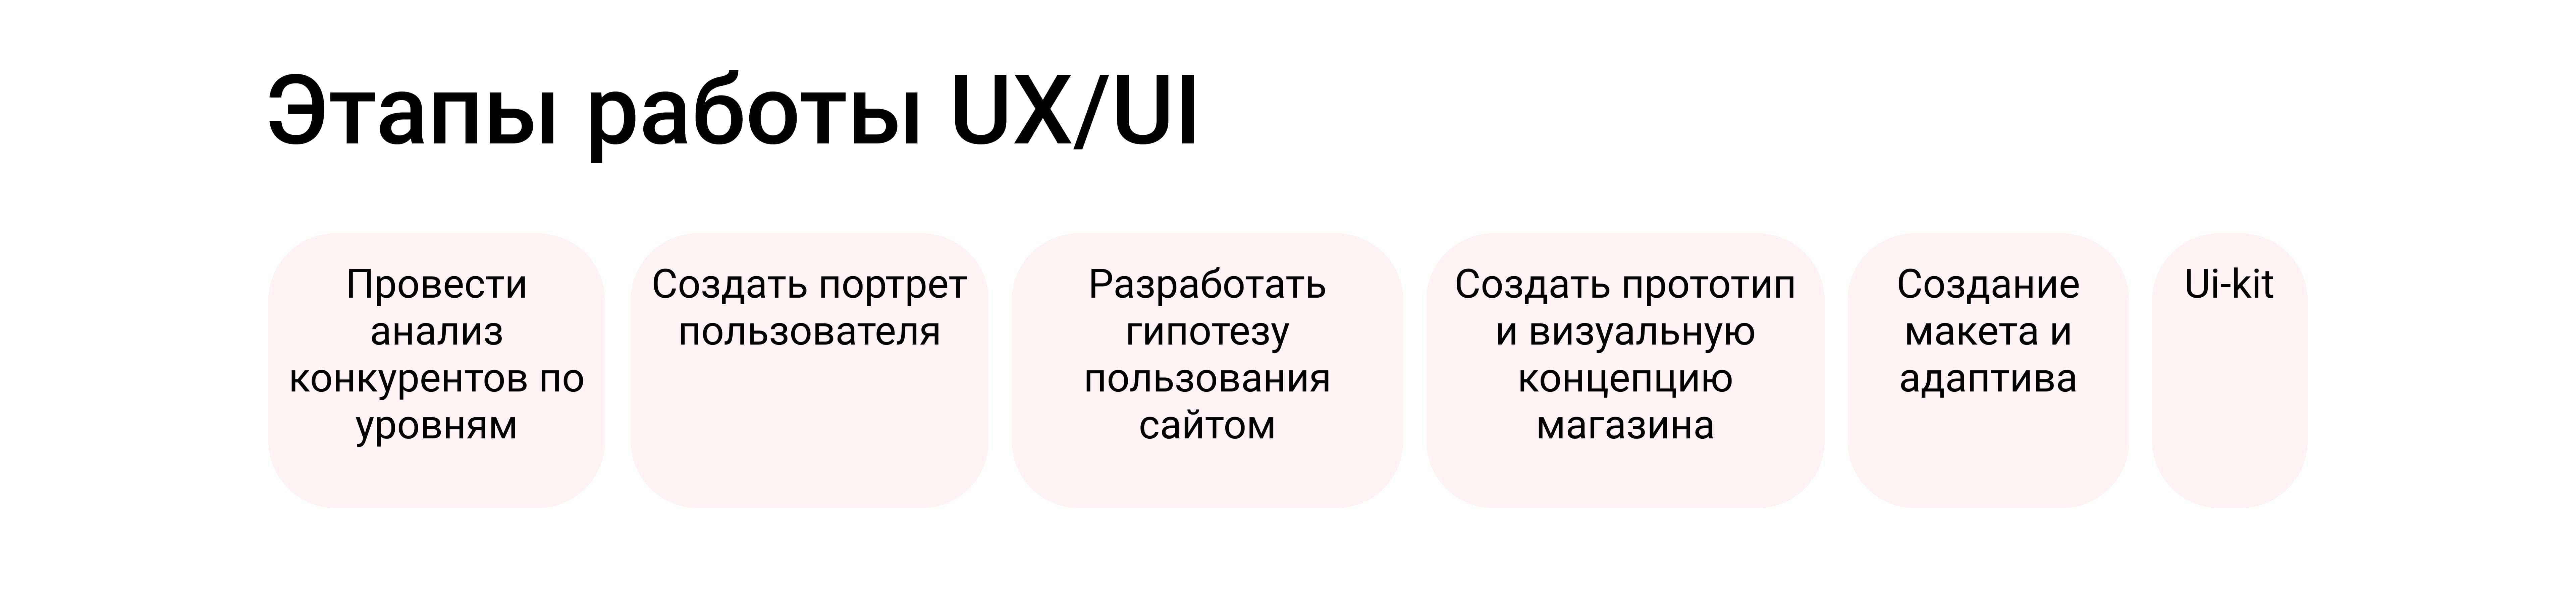 Этапы работы UX/UI
Провести
анализ
конкурентов по
уровням
Создать портрет
пользователя
Разработать
гипотезу
пользования
сайтом
Создать прототип
и визуальную
концепцию
магазина
Создание
макета и
адаптива
Ui-kit